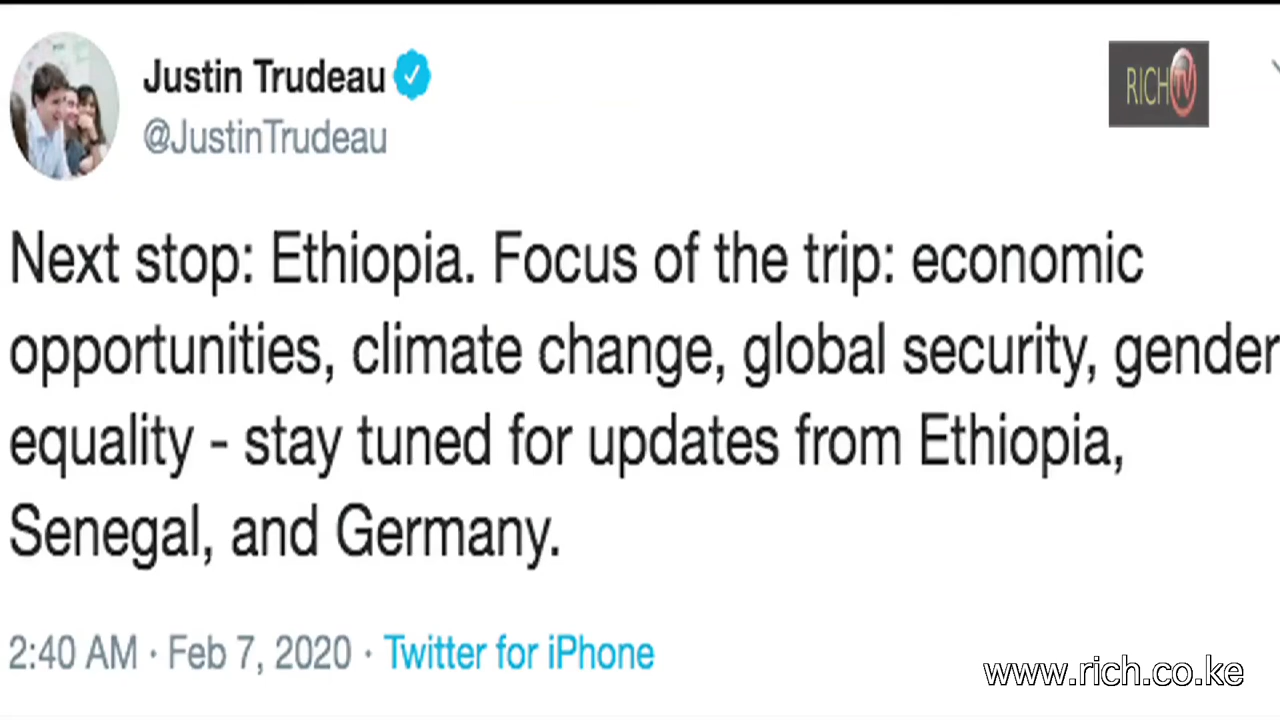 Justin Trudeau
@JustinTrudeau
RICH TV
Next stop: Ethiopia. Focus of the trip: economic
opportunities, climate change, global security, gender
equality - stay tuned for updates from Ethiopia,
Senegal, and Germany.
2:40 AM · Feb 7, 2020 · Twitter for iPhone
www.rich.co.ke